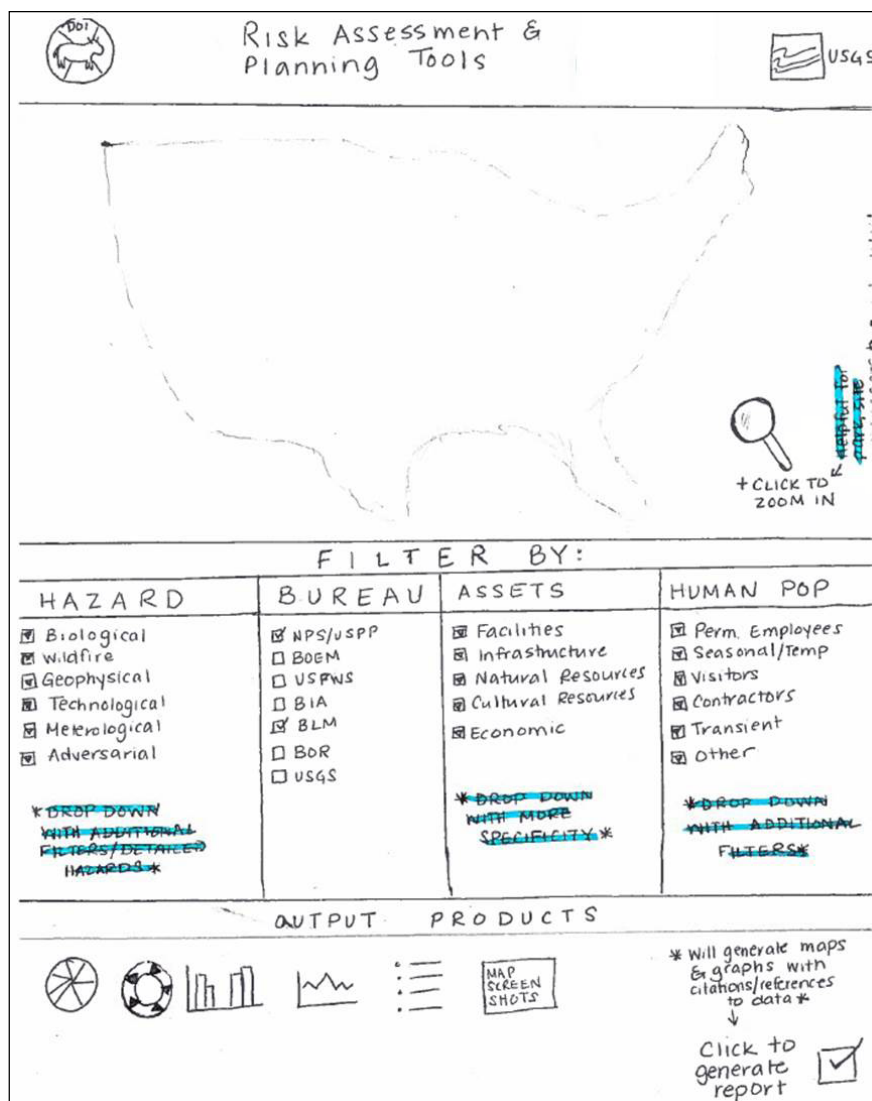 DOI
Risk Assessment &
Planning Tools
USGS
helpful for
park, site
+ CLICK TO
ZOOM IN
FILTER BY:
HAZARD
Biological
Wildfire
Geophysical
Technological
Meterological
Adversarial
*DROP DOWN
WITH ADDITIONAL
FILTERS/DETAILED
HAZARDS*
BUREAU
NPS/USPP
BOEM
USFWS
BIA
BLM
BOR
USGS
ASSETS
Facilities
Infrastructure
Natural Resources
Cultural Resources
Economic
*DROP DOWN
WITH MORE
SPECIFICITY*
HUMAN POP
Perm. Employees
Seasonal/Temp
Visitors
Contractors
Transient
Other
*DROP DOWN
WITH ADDITIONAL
FILTERS*
OUTPUT PRODUCTS
MAP
SCREEN
SHOTS
* Will generate maps
& graphs with
citations/references
to data *
Click to
generate
report